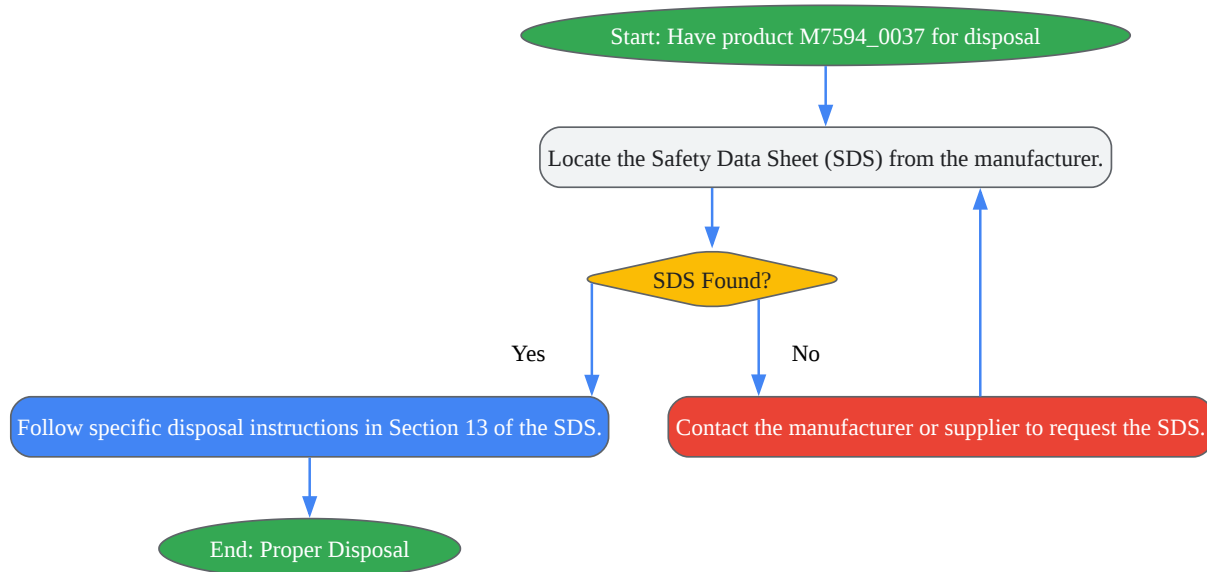 Start: Have product M7594_0037 for disposal
Locate the Safety Data Sheet (SDS) from the manufacturer.
SDS Found?
Yes
No
Follow specific disposal instructions in Section 13 of the SDS.
Contact the manufacturer or supplier to request the SDS.
End: Proper Disposal